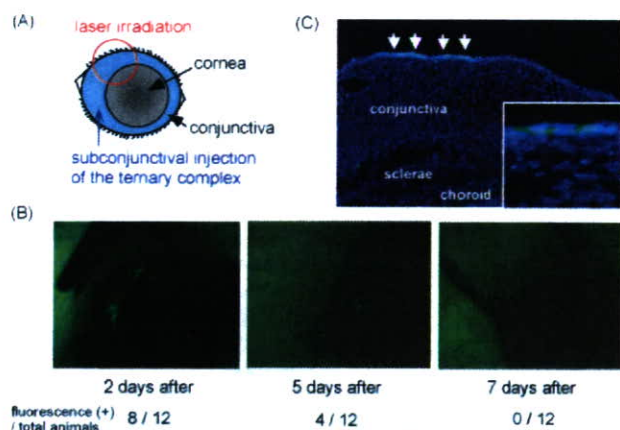 (A)
laser irradiation
cornea
conjunctiva
subconjunctival injection
of the ternary complex
(C)
conjunctiva
sclerae
choroid
(B)
2 days after
5 days after
7 days after
fluorescence (+)
/ total animals
8 / 12
4 / 12
0 / 12